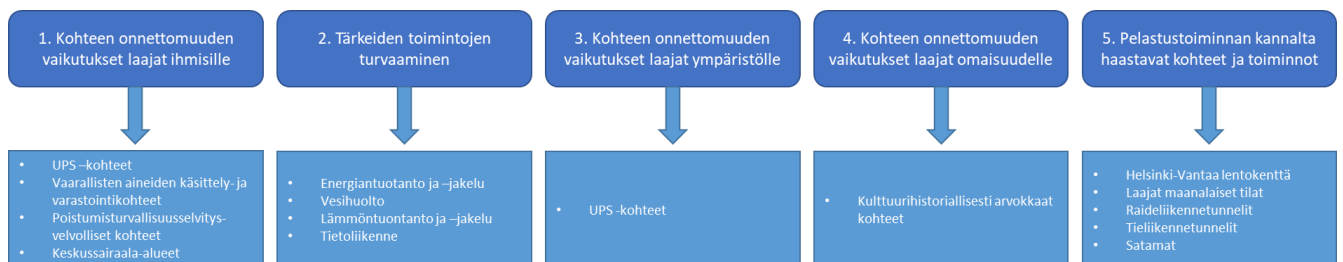 1. Kohteen onnettomuuden
vaikutukset laajat ihmisille
2. Tärkeiden toimintojen
turvaaminen
3. Kohteen onnettomuuden
vaikutukset laajat ympäristölle
4. Kohteen onnettomuuden
vaikutukset laajat omaisuudelle
5. Pelastustoiminnan kannalta
haastavat kohteet ja toiminnot
• UPS –kohteet
• Vaarallisten aineiden käsittely- ja
varastointikohteet
• Poistumisturvallisuusselvitys-
velvolliset kohteet
• Keskussairaala-alueet
• Energiantuotanto ja –jakelu
• Vesihuolto
• Lämmöntuontanto ja –jakelu
• Tietoliikenne
• UPS -kohteet
• Kulttuurihistoriallisesti arvokkaat
kohteet
• Helsinki-Vantaa lentokenttä
• Laajat maanalaiset tilat
• Raideliikennetunnelit
• Tieliikennetunnelit
• Satamat